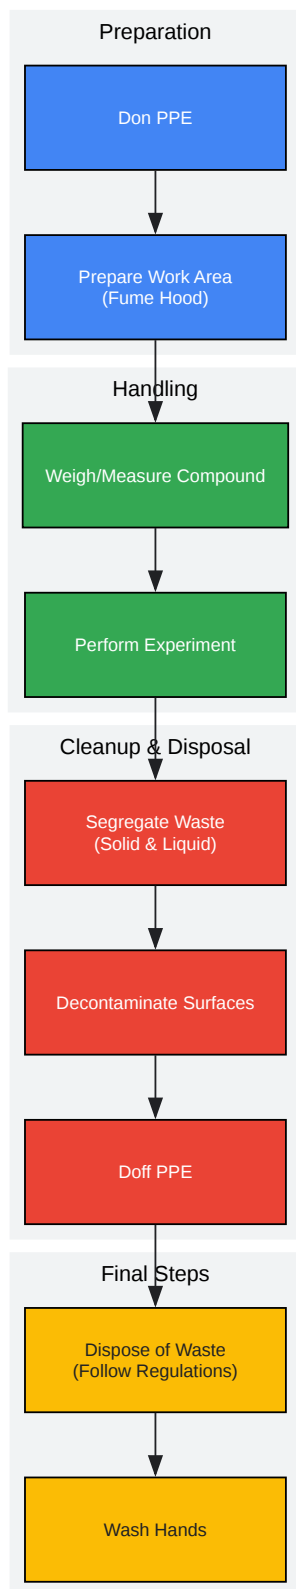 Preparation
Don PPE
Prepare Work Area
(Fume Hood)
Handling
Weigh/Measure Compound
Perform Experiment
Cleanup & Disposal
Segregate Waste
(Solid & Liquid)
Decontaminate Surfaces
Doff PPE
Final Steps
Dispose of Waste
(Follow Regulations)
Wash Hands